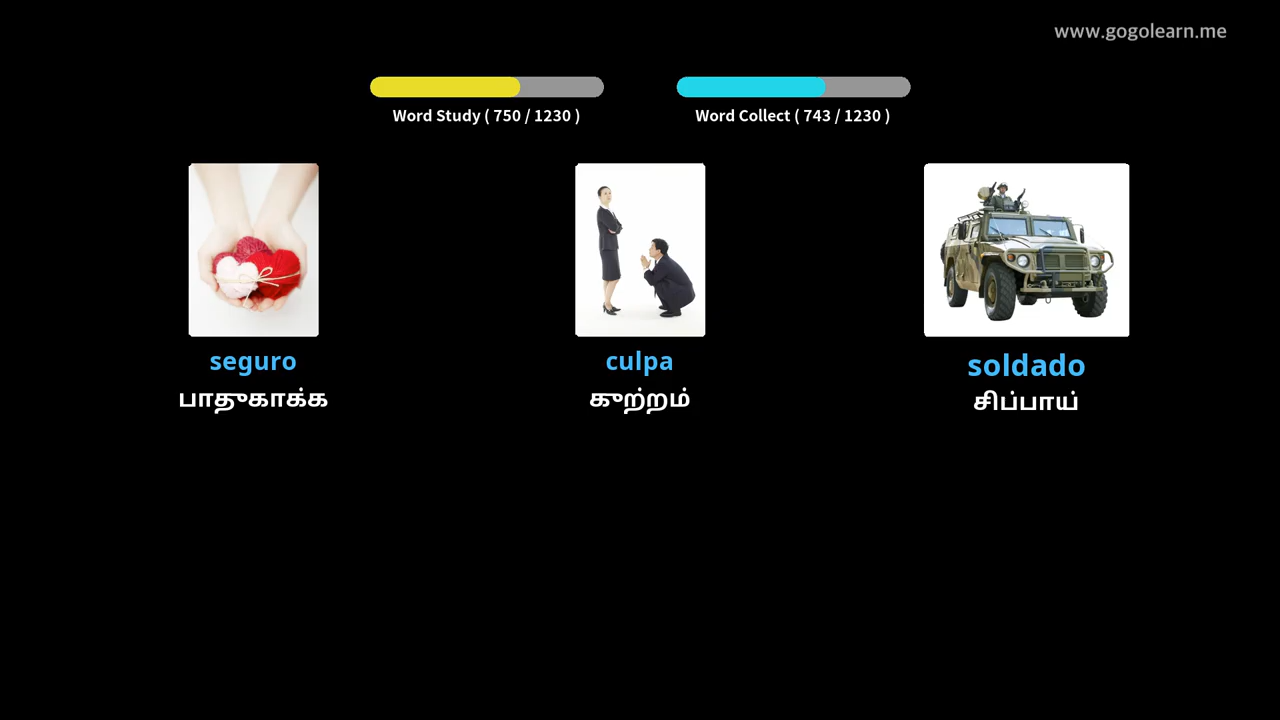 www.gogolearn.me
Word Study ( 750 / 1230 )
Word Collect ( 743 / 1230 )
seguro
பாதுகாக்க
culpa
குற்றம்
soldado
சிப்பாய்